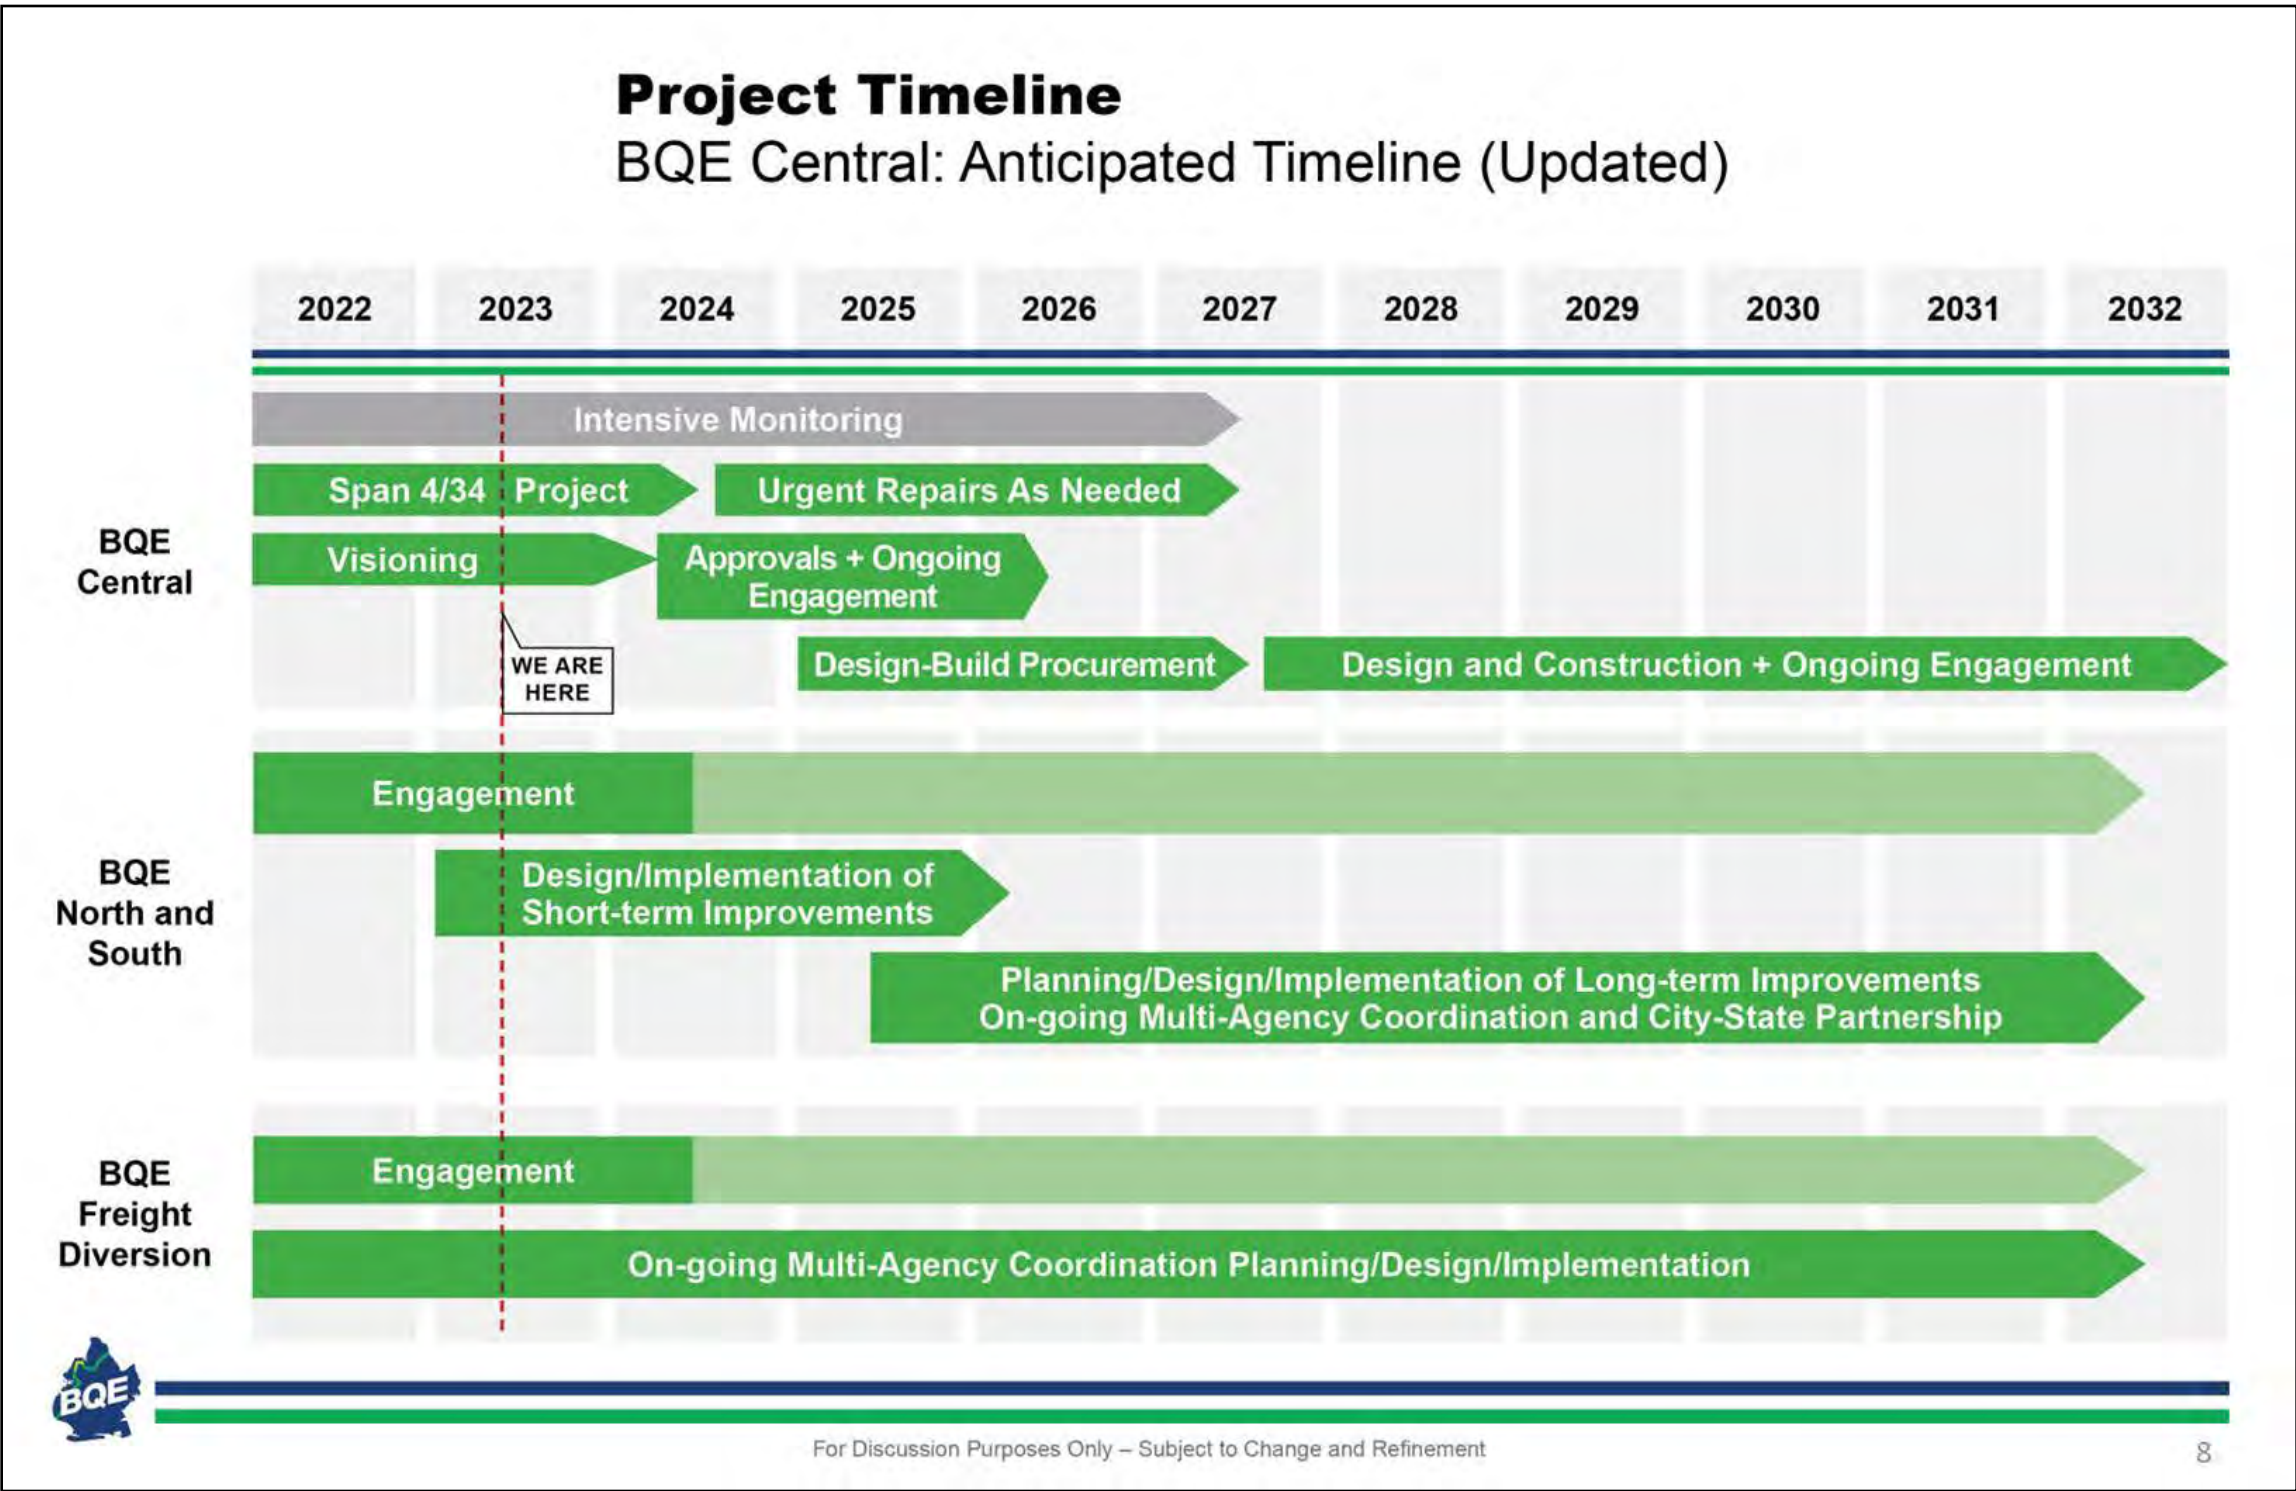 Project Timeline
BQE Central: Anticipated Timeline (Updated)
2022 2023 2024 2025 2026 2027 2028 2029 2030 2031 2032
Intensive Monitoring
Span 4/34 Project
Urgent Repairs As Needed
BQE
Central
Visioning
Approvals + Ongoing
Engagement
WE ARE
HERE
Design-Build Procurement
Design and Construction + Ongoing Engagement
BQE
North and
South
Engagement
Design/Implementation of
Short-term Improvements
Planning/Design/Implementation of Long-term Improvements
On-going Multi-Agency Coordination and City-State Partnership
BQE
Freight
Diversion
Engagement
On-going Multi-Agency Coordination Planning/Design/Implementation
BQE
For Discussion Purposes Only – Subject to Change and Refinement
8